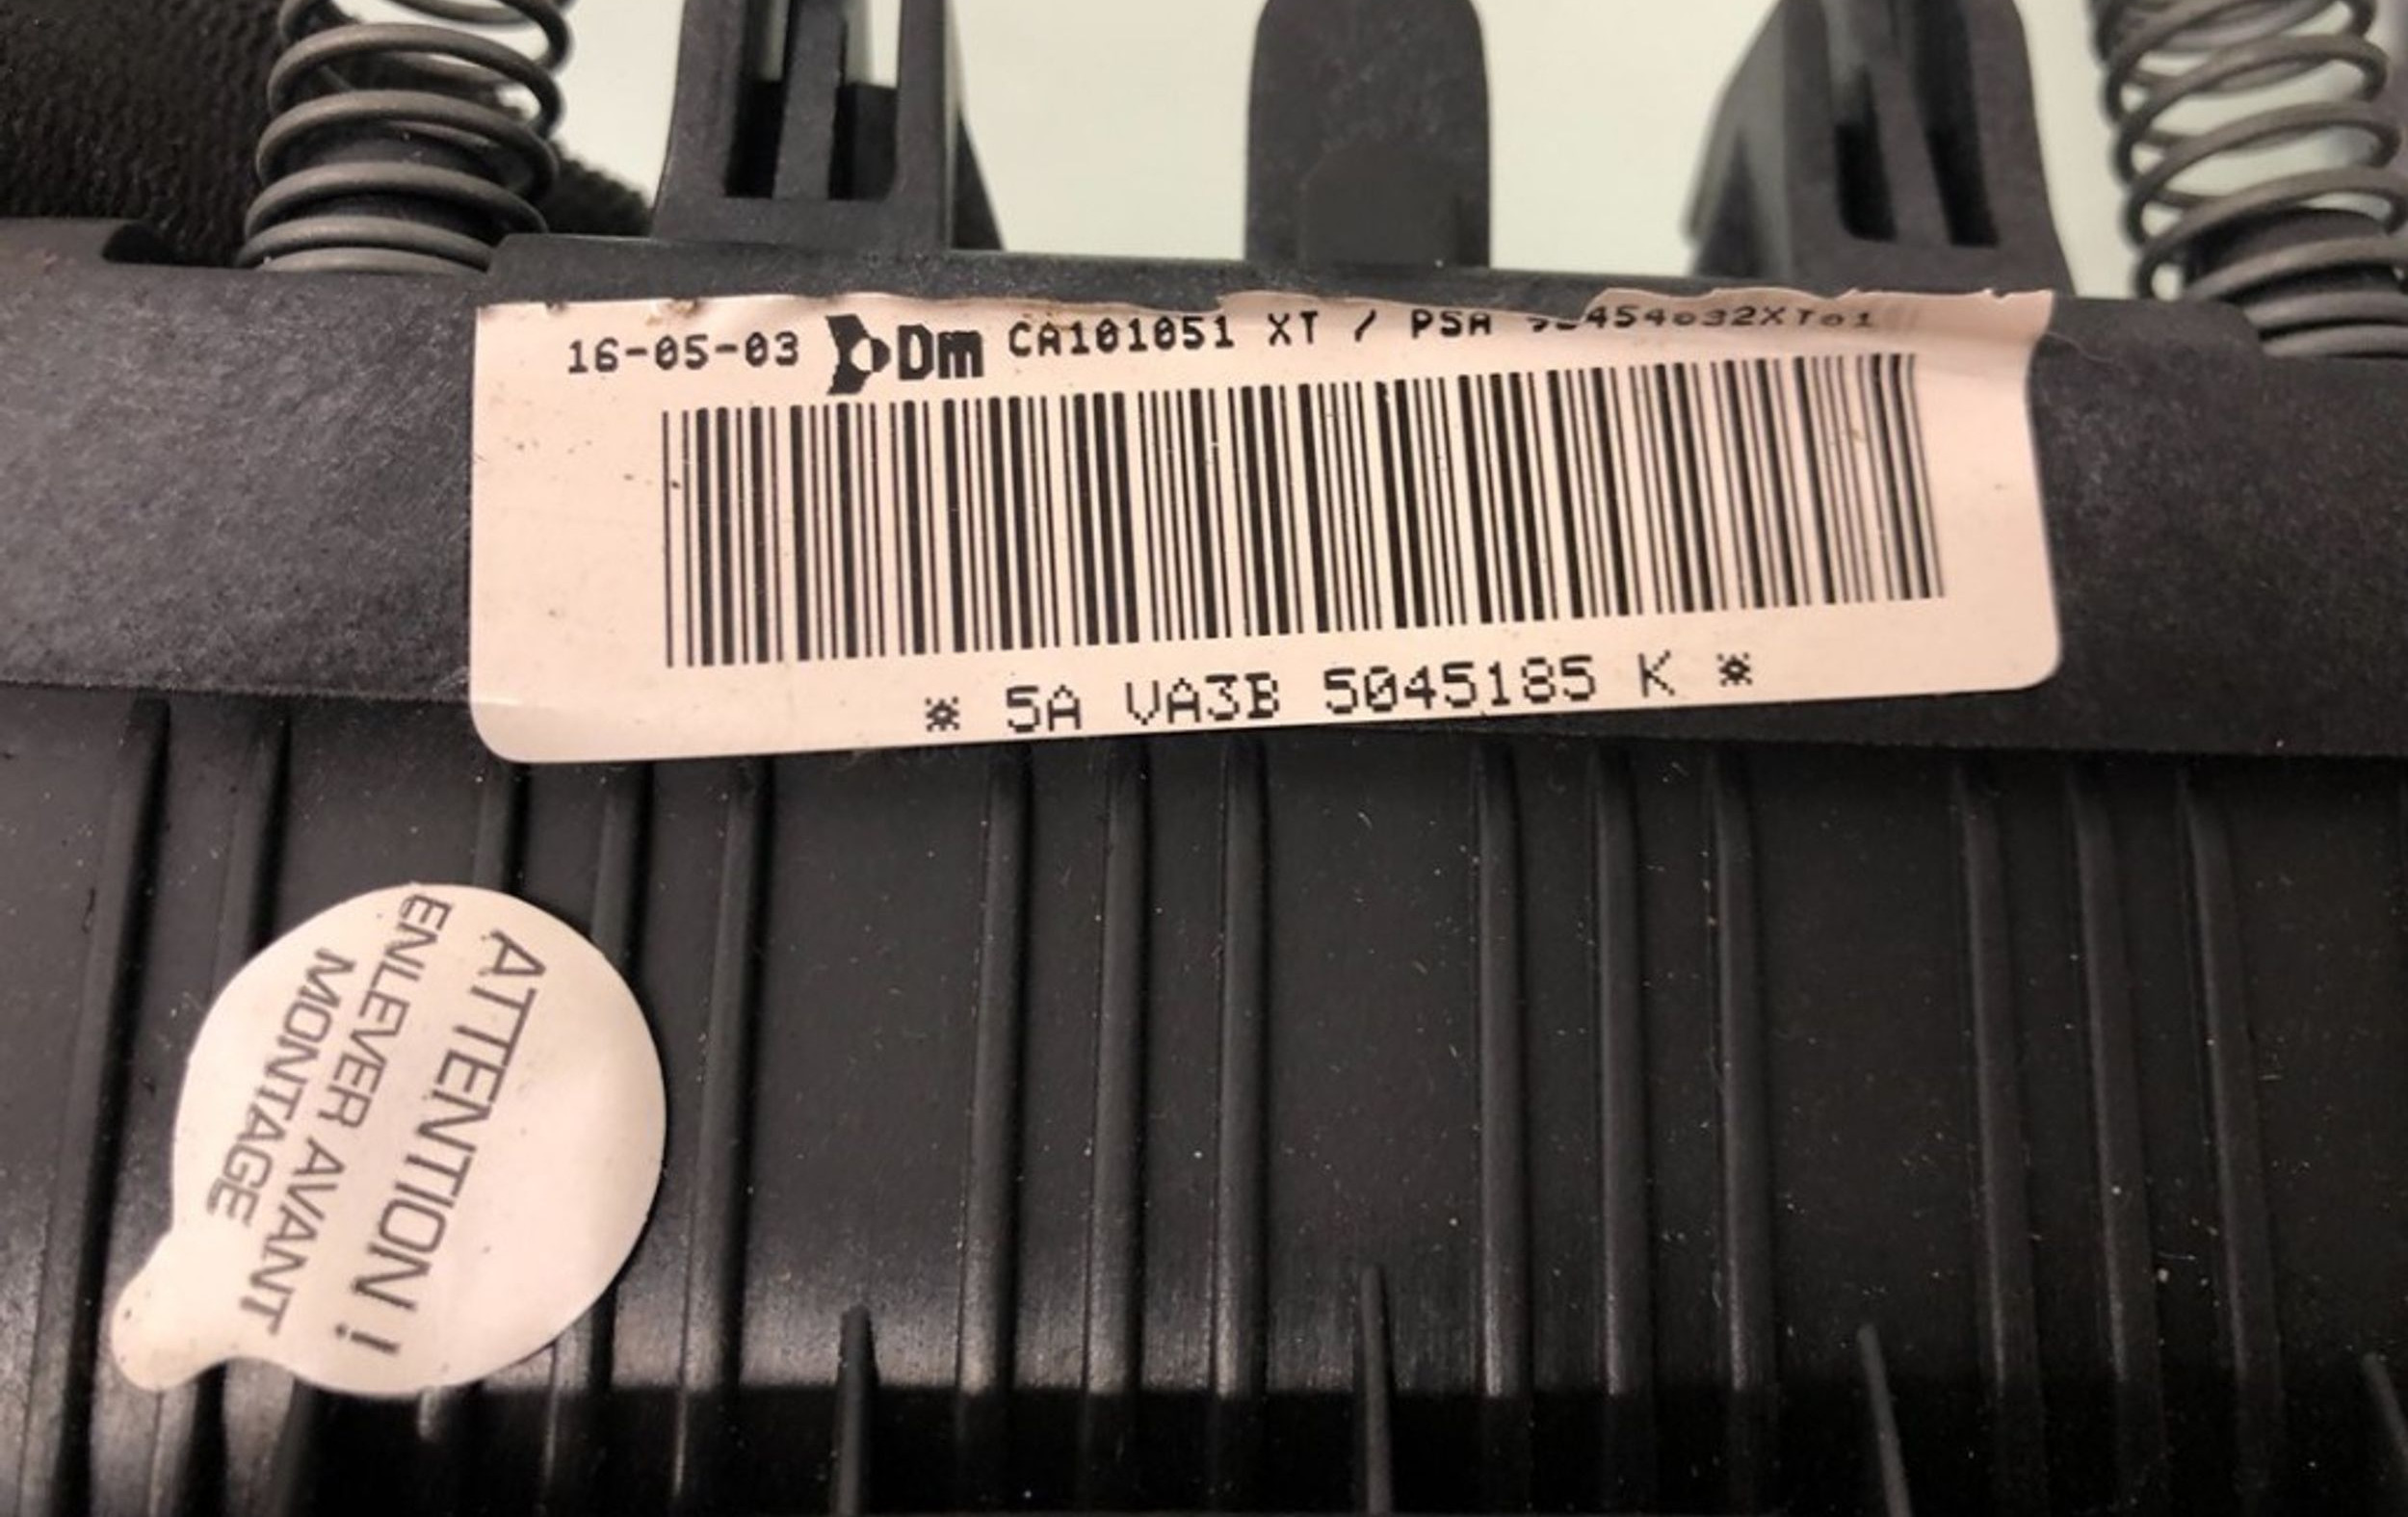 16-05-03 Dm CA101051 XT / PSA
* 5A VA3B 5045185 K *
ATTENTION !
ENLEVER AVANT
MONTAGE